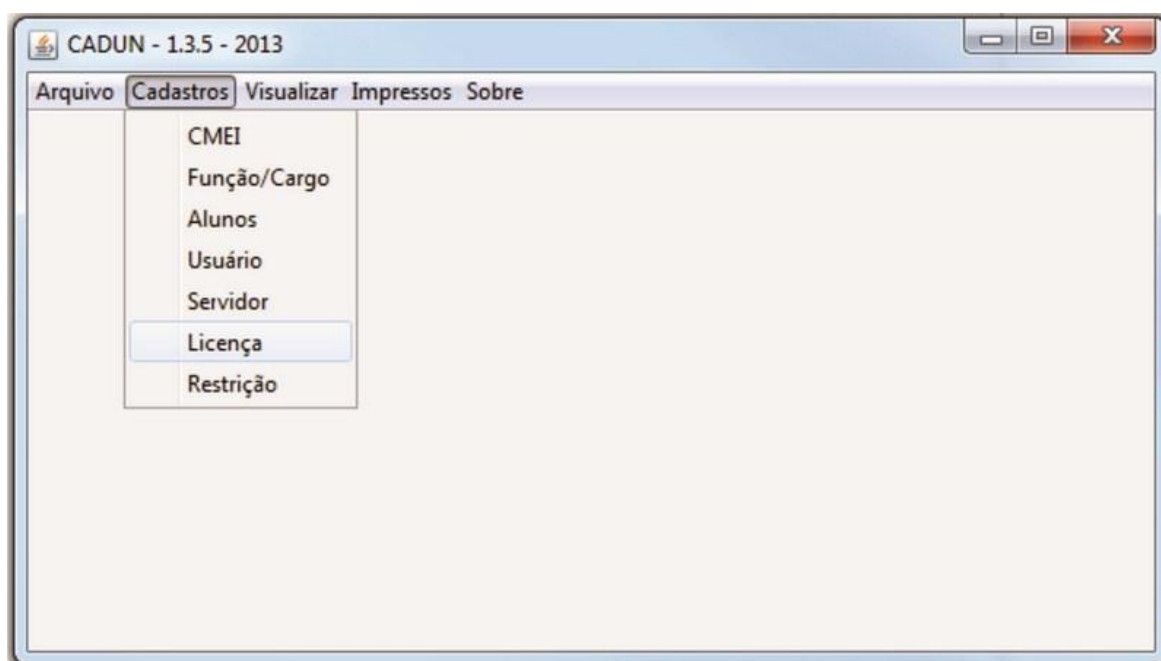 CADUN - 1.3.5 - 2013
Arquivo Cadastros Visualizar Impressos Sobre
CMEI
Função/Cargo
Alunos
Usuário
Servidor
Licença
Restrição